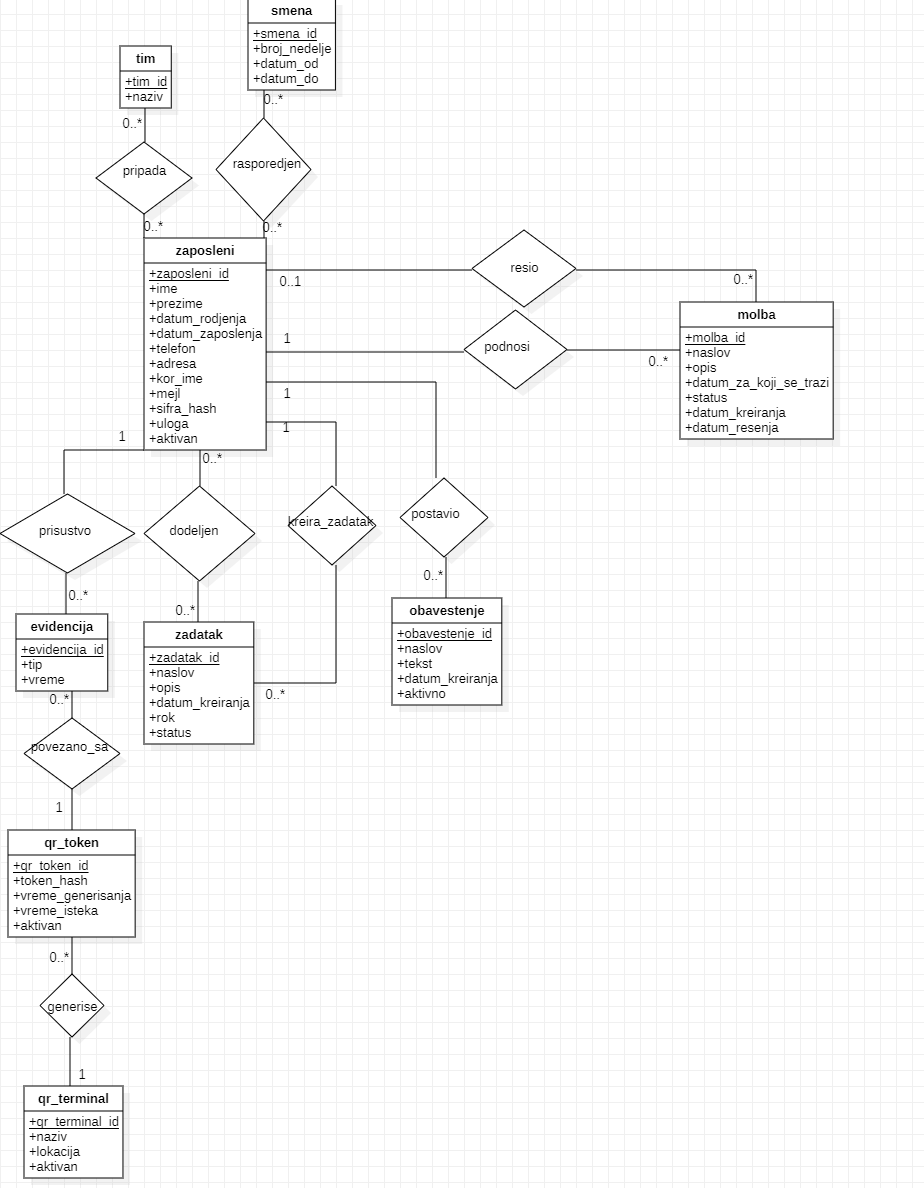 smena
+smena_id
+broj_nedelje
+datum_od
+datum_do
0..*
tim
+tim_id
+naziv
0..*
pripada
0..*
rasporedjen
0..*
zaposleni
+zaposleni_id
+ime
+prezime
+datum_rodjenja
+datum_zaposlenja
+telefon
+adresa
+kor_ime
+mejl
+sifra_hash
+uloga
+aktivan
0..1
resio
0..*
1
podnosi
0..*
molba
+molba_id
+naslov
+opis
+datum_za_koji_se_trazi
+status
+datum_kreiranja
+datum_resenja
1
postavio
0..*
obavestenje
+obavestenje_id
+naslov
+tekst
+datum_kreiranja
+aktivno
1
kreira_zadatak
0..*
0..*
dodeljen
0..*
zadatak
+zadatak_id
+naslov
+opis
+datum_kreiranja
+rok
+status
1
prisustvo
0..*
evidencija
+evidencija_id
+tip
+vreme
0..*
povezano_sa
1
qr_token
+qr_token_id
+token_hash
+vreme_generisanja
+vreme_isteka
+aktivan
0..*
generise
1
qr_terminal
+qr_terminal_id
+naziv
+lokacija
+aktivan